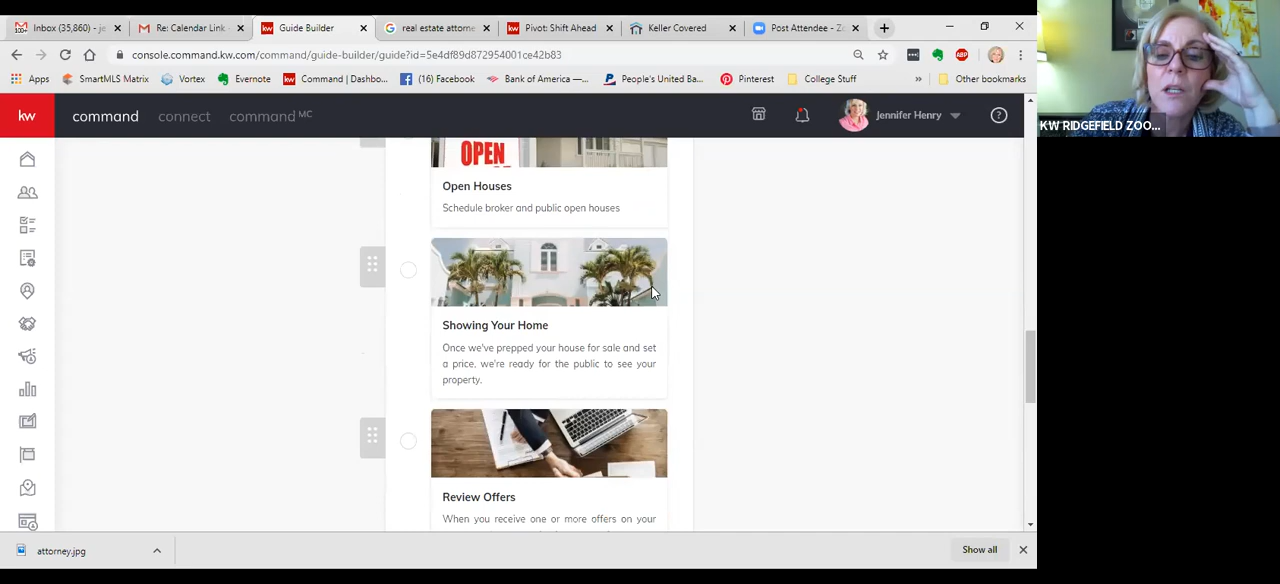 Inbox (35,860) - je
Re: Calendar Link -
Guide Builder
real estate attorne
Pivot: Shift Ahead
Keller Covered
Post Attendee - Zo
console.command.kw.com/command/guide-builder/guide?id=5e4df89d872954001ce42b83
ABP
Apps
SmartMLS Matrix
Vortex
Evernote
Command | Dashbo...
(16) Facebook
Bank of America —...
People's United Ba...
Pinterest
College Stuff
»
Other bookmarks
kw
command
connect
command MC
Jennifer Henry
KW RIDGEFIELD ZOO...
OPEN
Open Houses
Schedule broker and public open houses
Showing Your Home
Once we've prepped your house for sale and set
a price, we're ready for the public to see your
property.
Review Offers
When you receive one or more offers on your
attorney.jpg
Show all